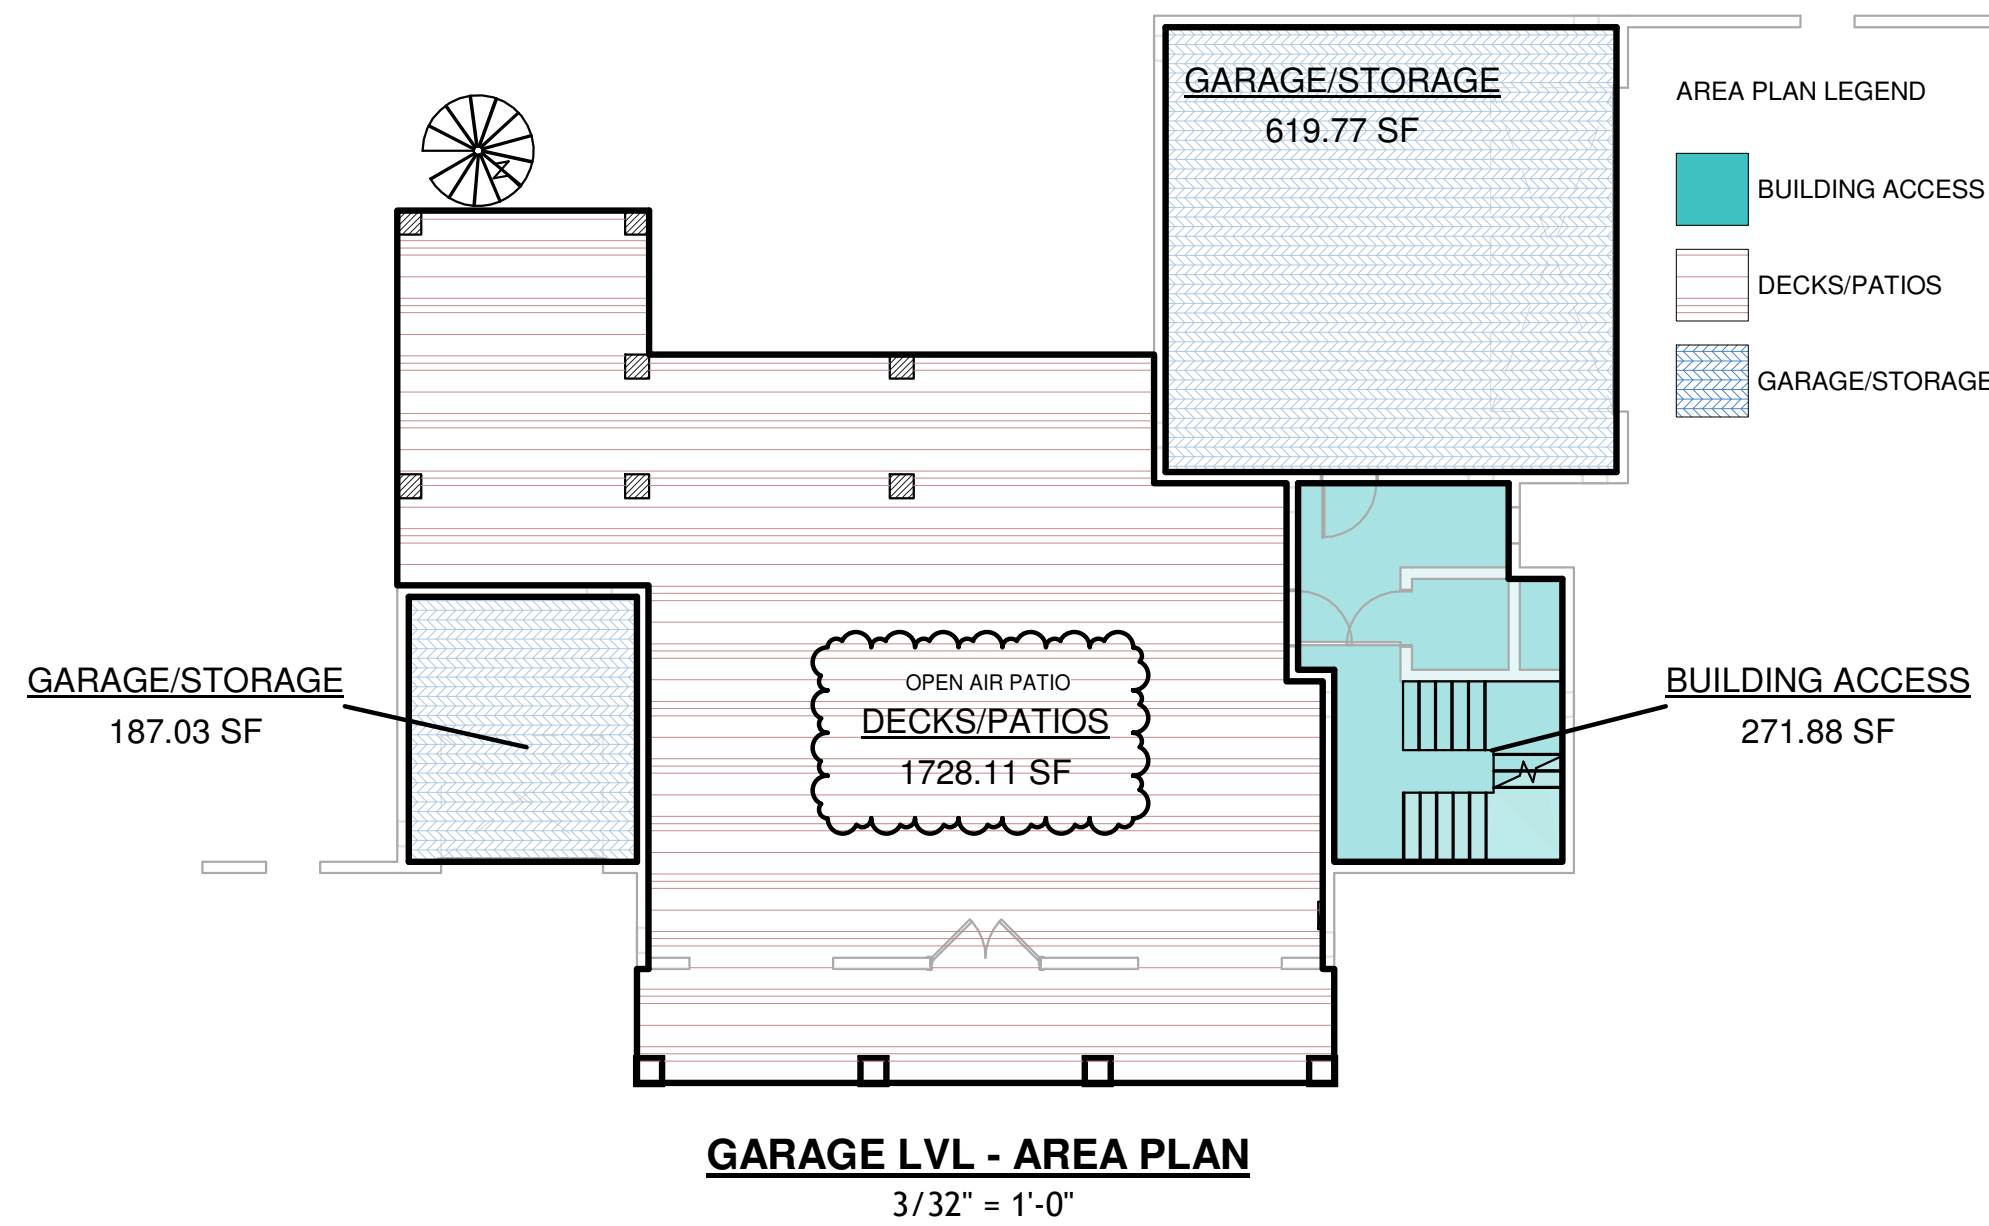 GARAGE/STORAGE
619.77 SF
AREA PLAN LEGEND
BUILDING ACCESS
DECKS/PATIOS
GARAGE/STORAGE
GARAGE/STORAGE
187.03 SF
OPEN AIR PATIO
DECKS/PATIOS
1728.11 SF
BUILDING ACCESS
271.88 SF
GARAGE LVL - AREA PLAN
3/32" = 1'-0"